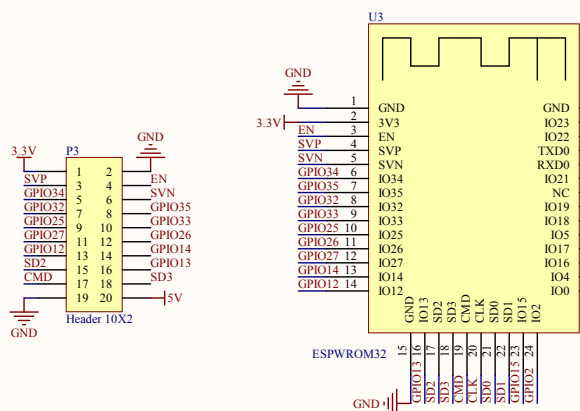 U3
GND
1 GND GND
3.3V 2 3V3 IO23
EN 3 EN IO22
SVP 4 SVP TXD0
SVN 5 SVN RXD0
GPIO34 6 IO34 IO21
GPIO35 7 IO35 NC
GPIO32 8 IO32 IO19
GPIO33 9 IO33 IO18
GPIO25 10 IO25 IO5
GPIO26 11 IO26 IO17
GPIO27 12 IO27 IO16
GPIO14 13 IO14 IO4
GPIO12 14 IO12 IO0
GND IO13 SD2 SD3 CMD CLK SD0 SD1 IO15 IO2
ESPWROM32
15 16 17 18 19 20 21 22 23 24
GPIO13 SD2 SD3 CMD CLK SD0 SD1 GPIO15 GPIO2
GND
P3
GND
3.3V 1 2
SVP 3 4 EN
GPIO34 5 6 SVN
GPIO32 7 8 GPIO35
GPIO25 9 10 GPIO33
GPIO27 11 12 GPIO26
GPIO12 13 14 GPIO14
SD2 15 16 GPIO13
CMD 17 18 SD3
19 20 5V
GND
Header 10X2